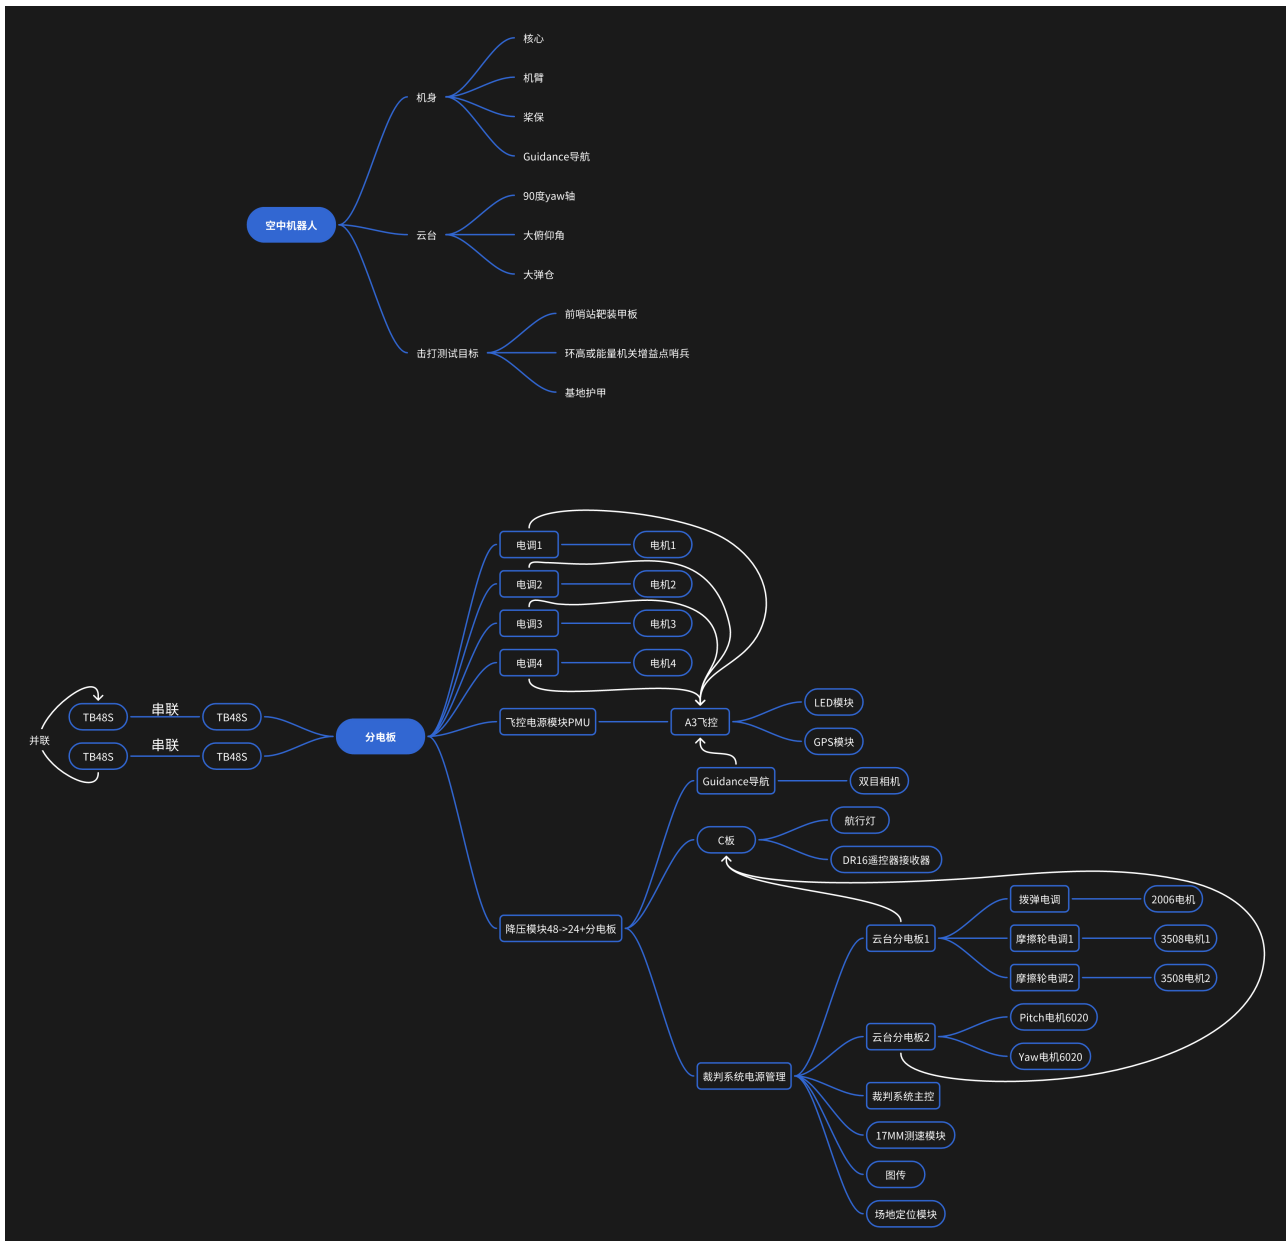 核心
机臂
桨保
Guidance导航
机身
90度yaw轴
大俯仰角
大弹仓
云台
空中机器人
前哨站靶装甲板
环高或能量机关增益点哨兵
基地护甲
击打测试目标
电调1
电机1
电调2
电机2
电调3
电机3
电调4
电机4
TB48S
串联
TB48S
并联
TB48S
串联
TB48S
分电板
飞控电源模块PMU
A3飞控
LED模块
GPS模块
Guidance导航
双目相机
C板
航行灯
DR16遥控器接收器
降压模块48->24+分电板
云台分电板1
拨弹电调
2006电机
摩擦轮电调1
3508电机1
摩擦轮电调2
3508电机2
云台分电板2
Pitch电机6020
Yaw电机6020
裁判系统电源管理
裁判系统主控
17MM测速模块
图传
场地定位模块